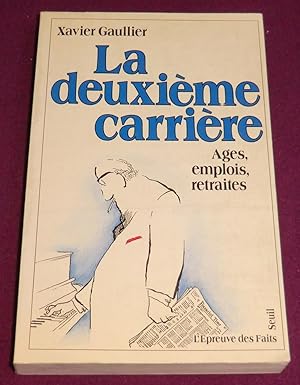 Xavier Gaullier
La
deuxième
carrière
Ages,
emplois,
retraites
Seuil
L'Epreuve des Faits